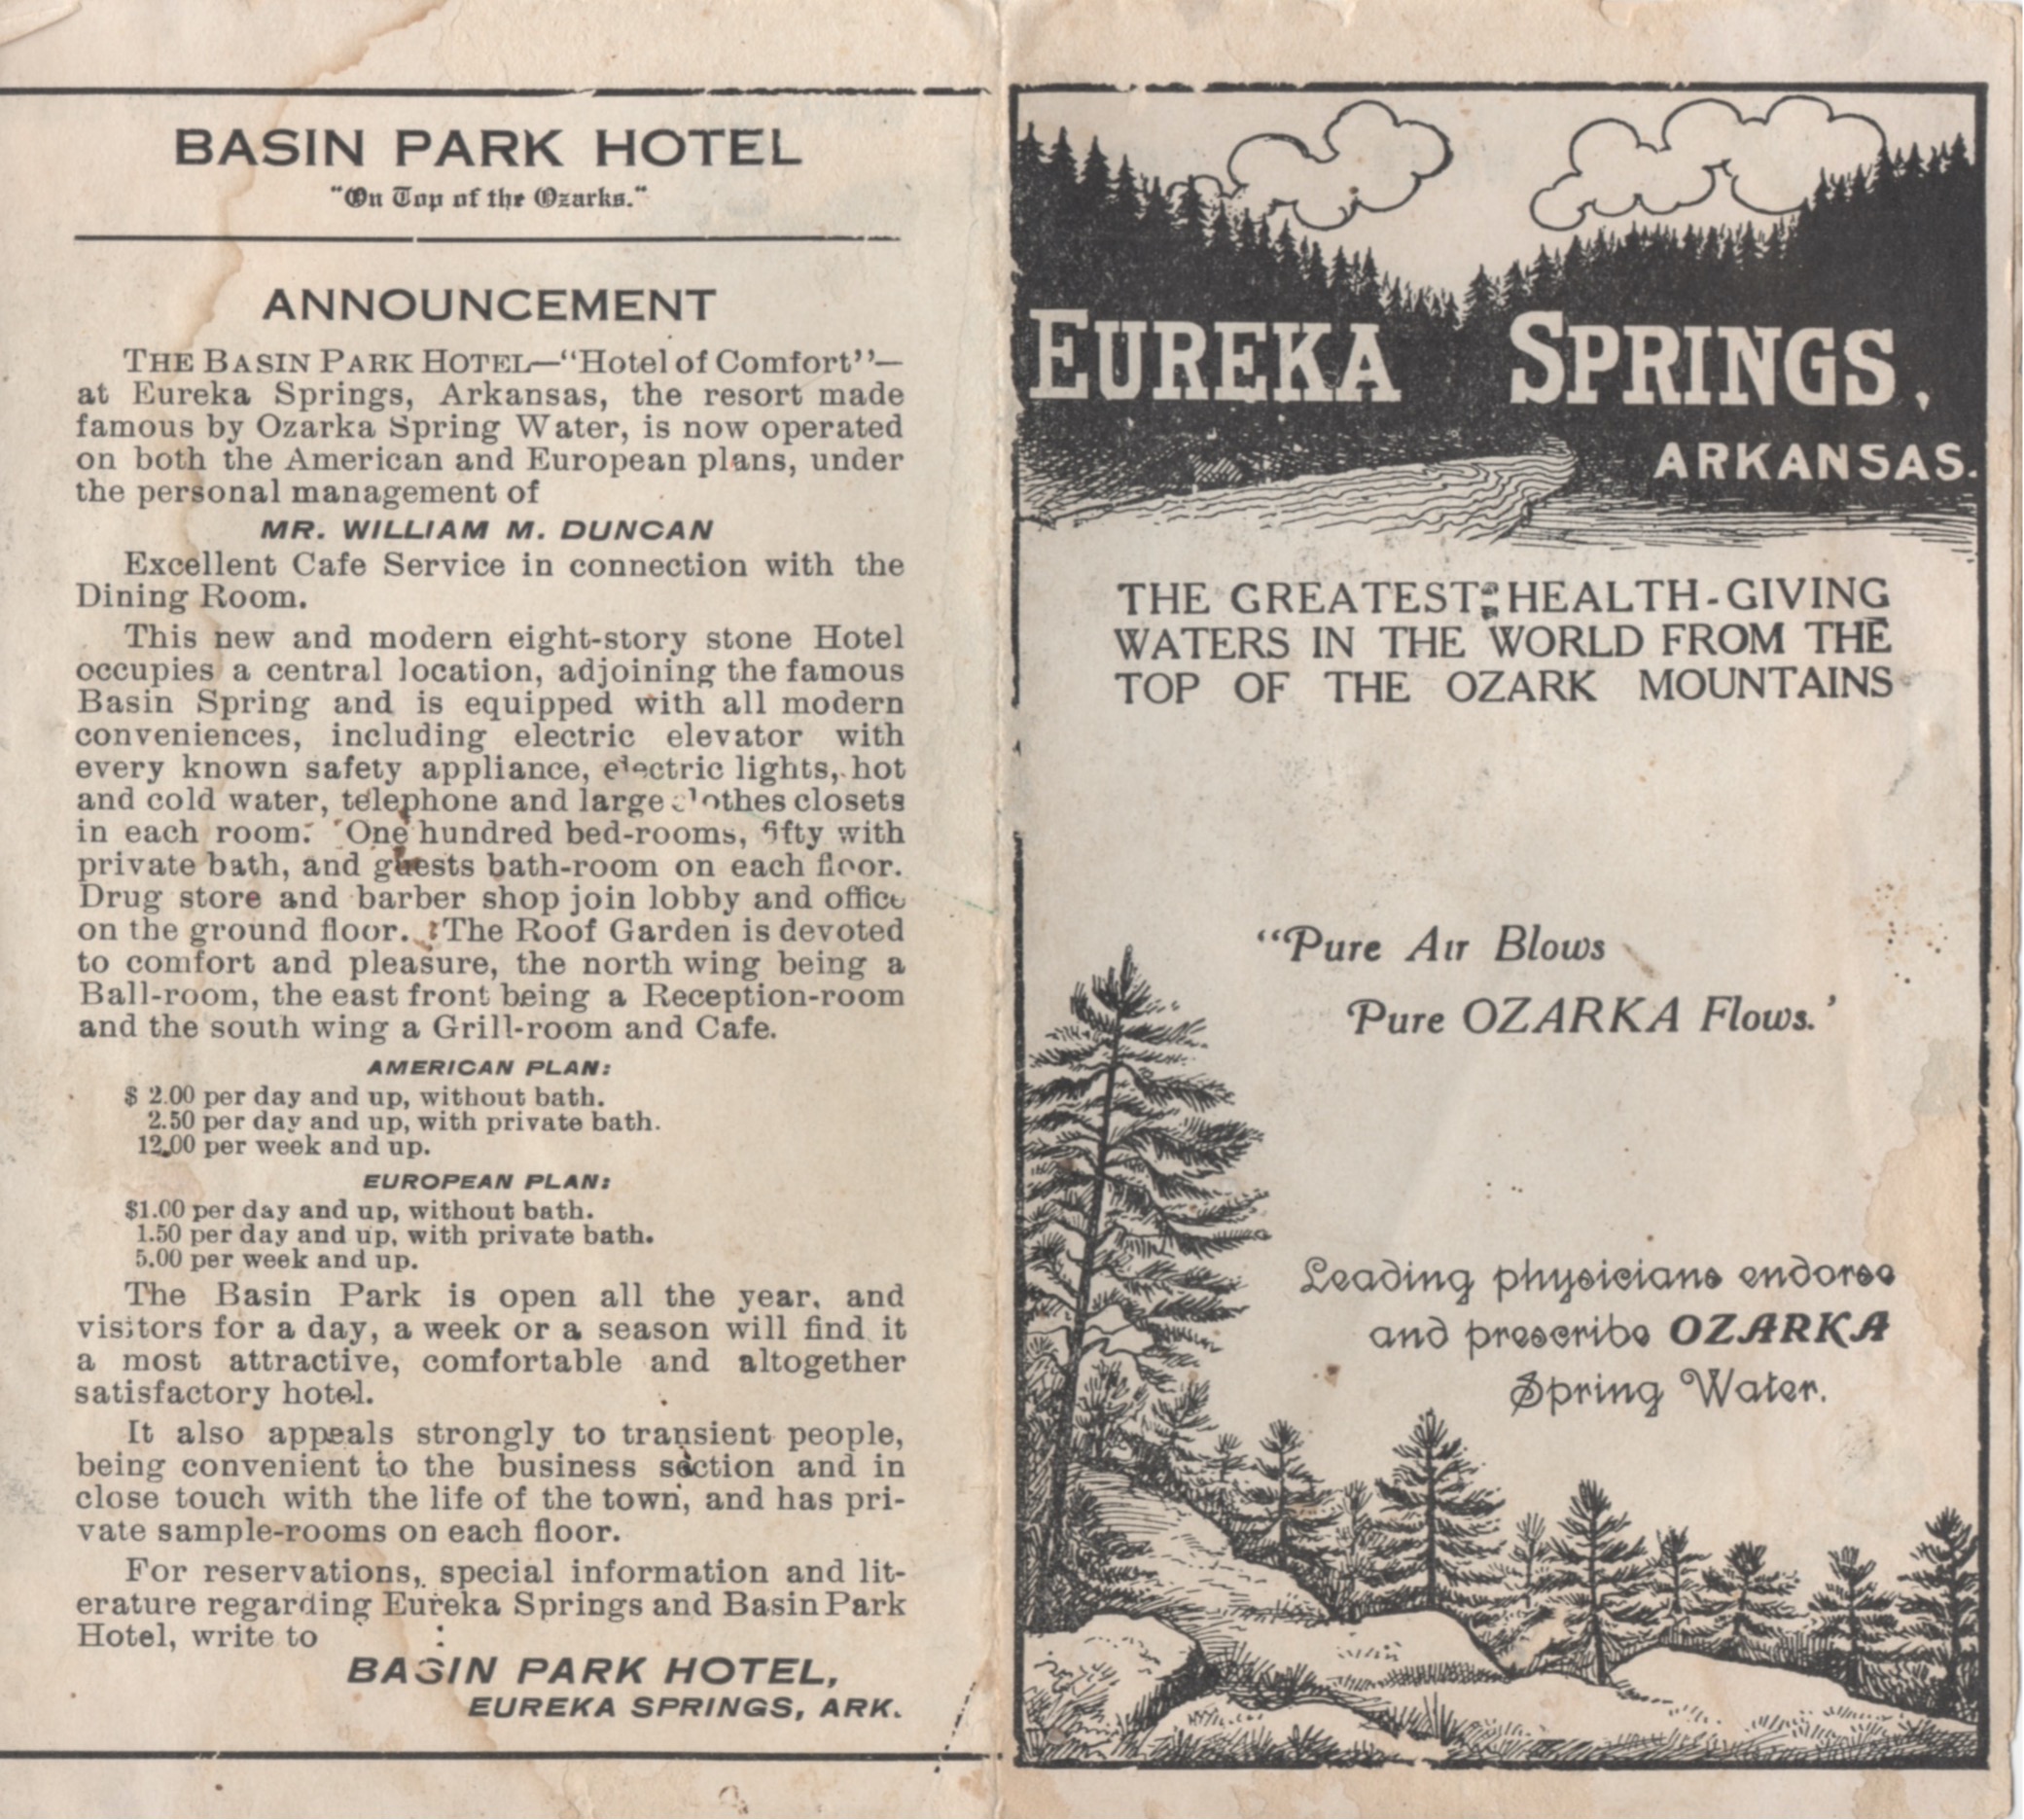 BASIN PARK HOTEL
"On Top of the Ozarks."
ANNOUNCEMENT
THE BASIN PARK HOTEL—"Hotel of Comfort"—
at Eureka Springs, Arkansas, the resort made
famous by Ozarka Spring Water, is now operated
on both the American and European plans, under
the personal management of
MR. WILLIAM M. DUNCAN
Excellent Cafe Service in connection with the
Dining Room.
This new and modern eight-story stone Hotel
occupies a central location, adjoining the famous
Basin Spring and is equipped with all modern
conveniences, including electric elevator with
every known safety appliance, electric lights, hot
and cold water, telephone and large clothes closets
in each room. One hundred bed-rooms, fifty with
private bath, and guests bath-room on each floor.
Drug store and barber shop join lobby and office
on the ground floor. The Roof Garden is devoted
to comfort and pleasure, the north wing being a
Ball-room, the east front being a Reception-room
and the south wing a Grill-room and Cafe.
AMERICAN PLAN:
$ 2.00 per day and up, without bath.
2.50 per day and up, with private bath.
12.00 per week and up.
EUROPEAN PLAN:
$1.00 per day and up, without bath.
1.50 per day and up, with private bath.
5.00 per week and up.
The Basin Park is open all the year, and
visitors for a day, a week or a season will find it
a most attractive, comfortable and altogether
satisfactory hotel.
It also appeals strongly to transient people,
being convenient to the business section and in
close touch with the life of the town, and has pri-
vate sample-rooms on each floor.
For reservations, special information and lit-
erature regarding Eureka Springs and Basin Park
Hotel, write to
BASIN PARK HOTEL,
EUREKA SPRINGS, ARK.
EUREKA SPRINGS,
ARKANSAS.
THE GREATEST HEALTH-GIVING
WATERS IN THE WORLD FROM THE
TOP OF THE OZARK MOUNTAINS
"Pure Air Blows
Pure OZARKA Flows.'
Leading physicians endorse
and prescribe OZARKA
Spring Water.